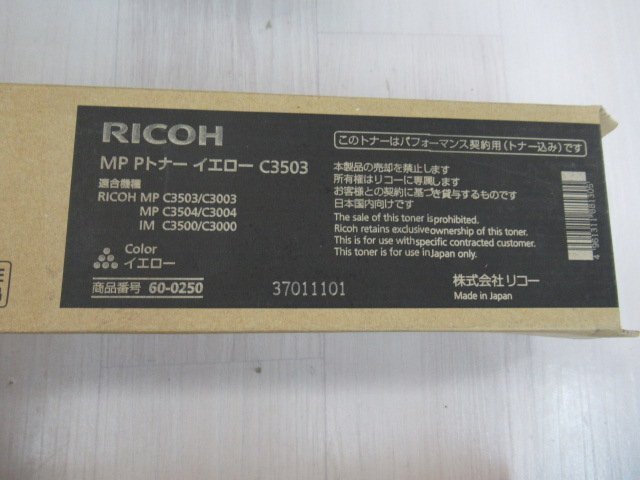 RICOH
MP Pトナー イエロー C3503
適合機種
RICOH MP C3503/C3003
MP C3504/C3004
IM C3500/C3000
Color
イエロー
商品番号 60-0250
37011101
このトナーはパフォーマンス契約用(トナー込み)です
本製品の売却を禁止します
所有権はリコーに専属します
お客様との契約に基づき貸与するものです
日本国内向けです
The sale of this toner is prohibited.
Ricoh retains exclusive ownership of this toner.
This is for use with specific contracted customer.
This toner is for use in Japan only.
株式会社リコー
Made in Japan